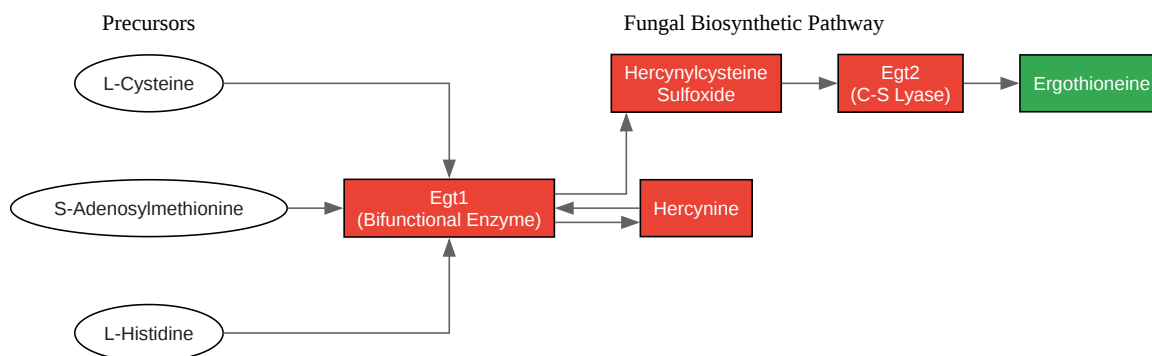 Precursors
Fungal Biosynthetic Pathway
L-Cysteine
Hercynylcysteine
Sulfoxide
Egt2
(C-S Lyase)
Ergothioneine
S-Adenosylmethionine
Egt1
(Bifunctional Enzyme)
Hercynine
L-Histidine